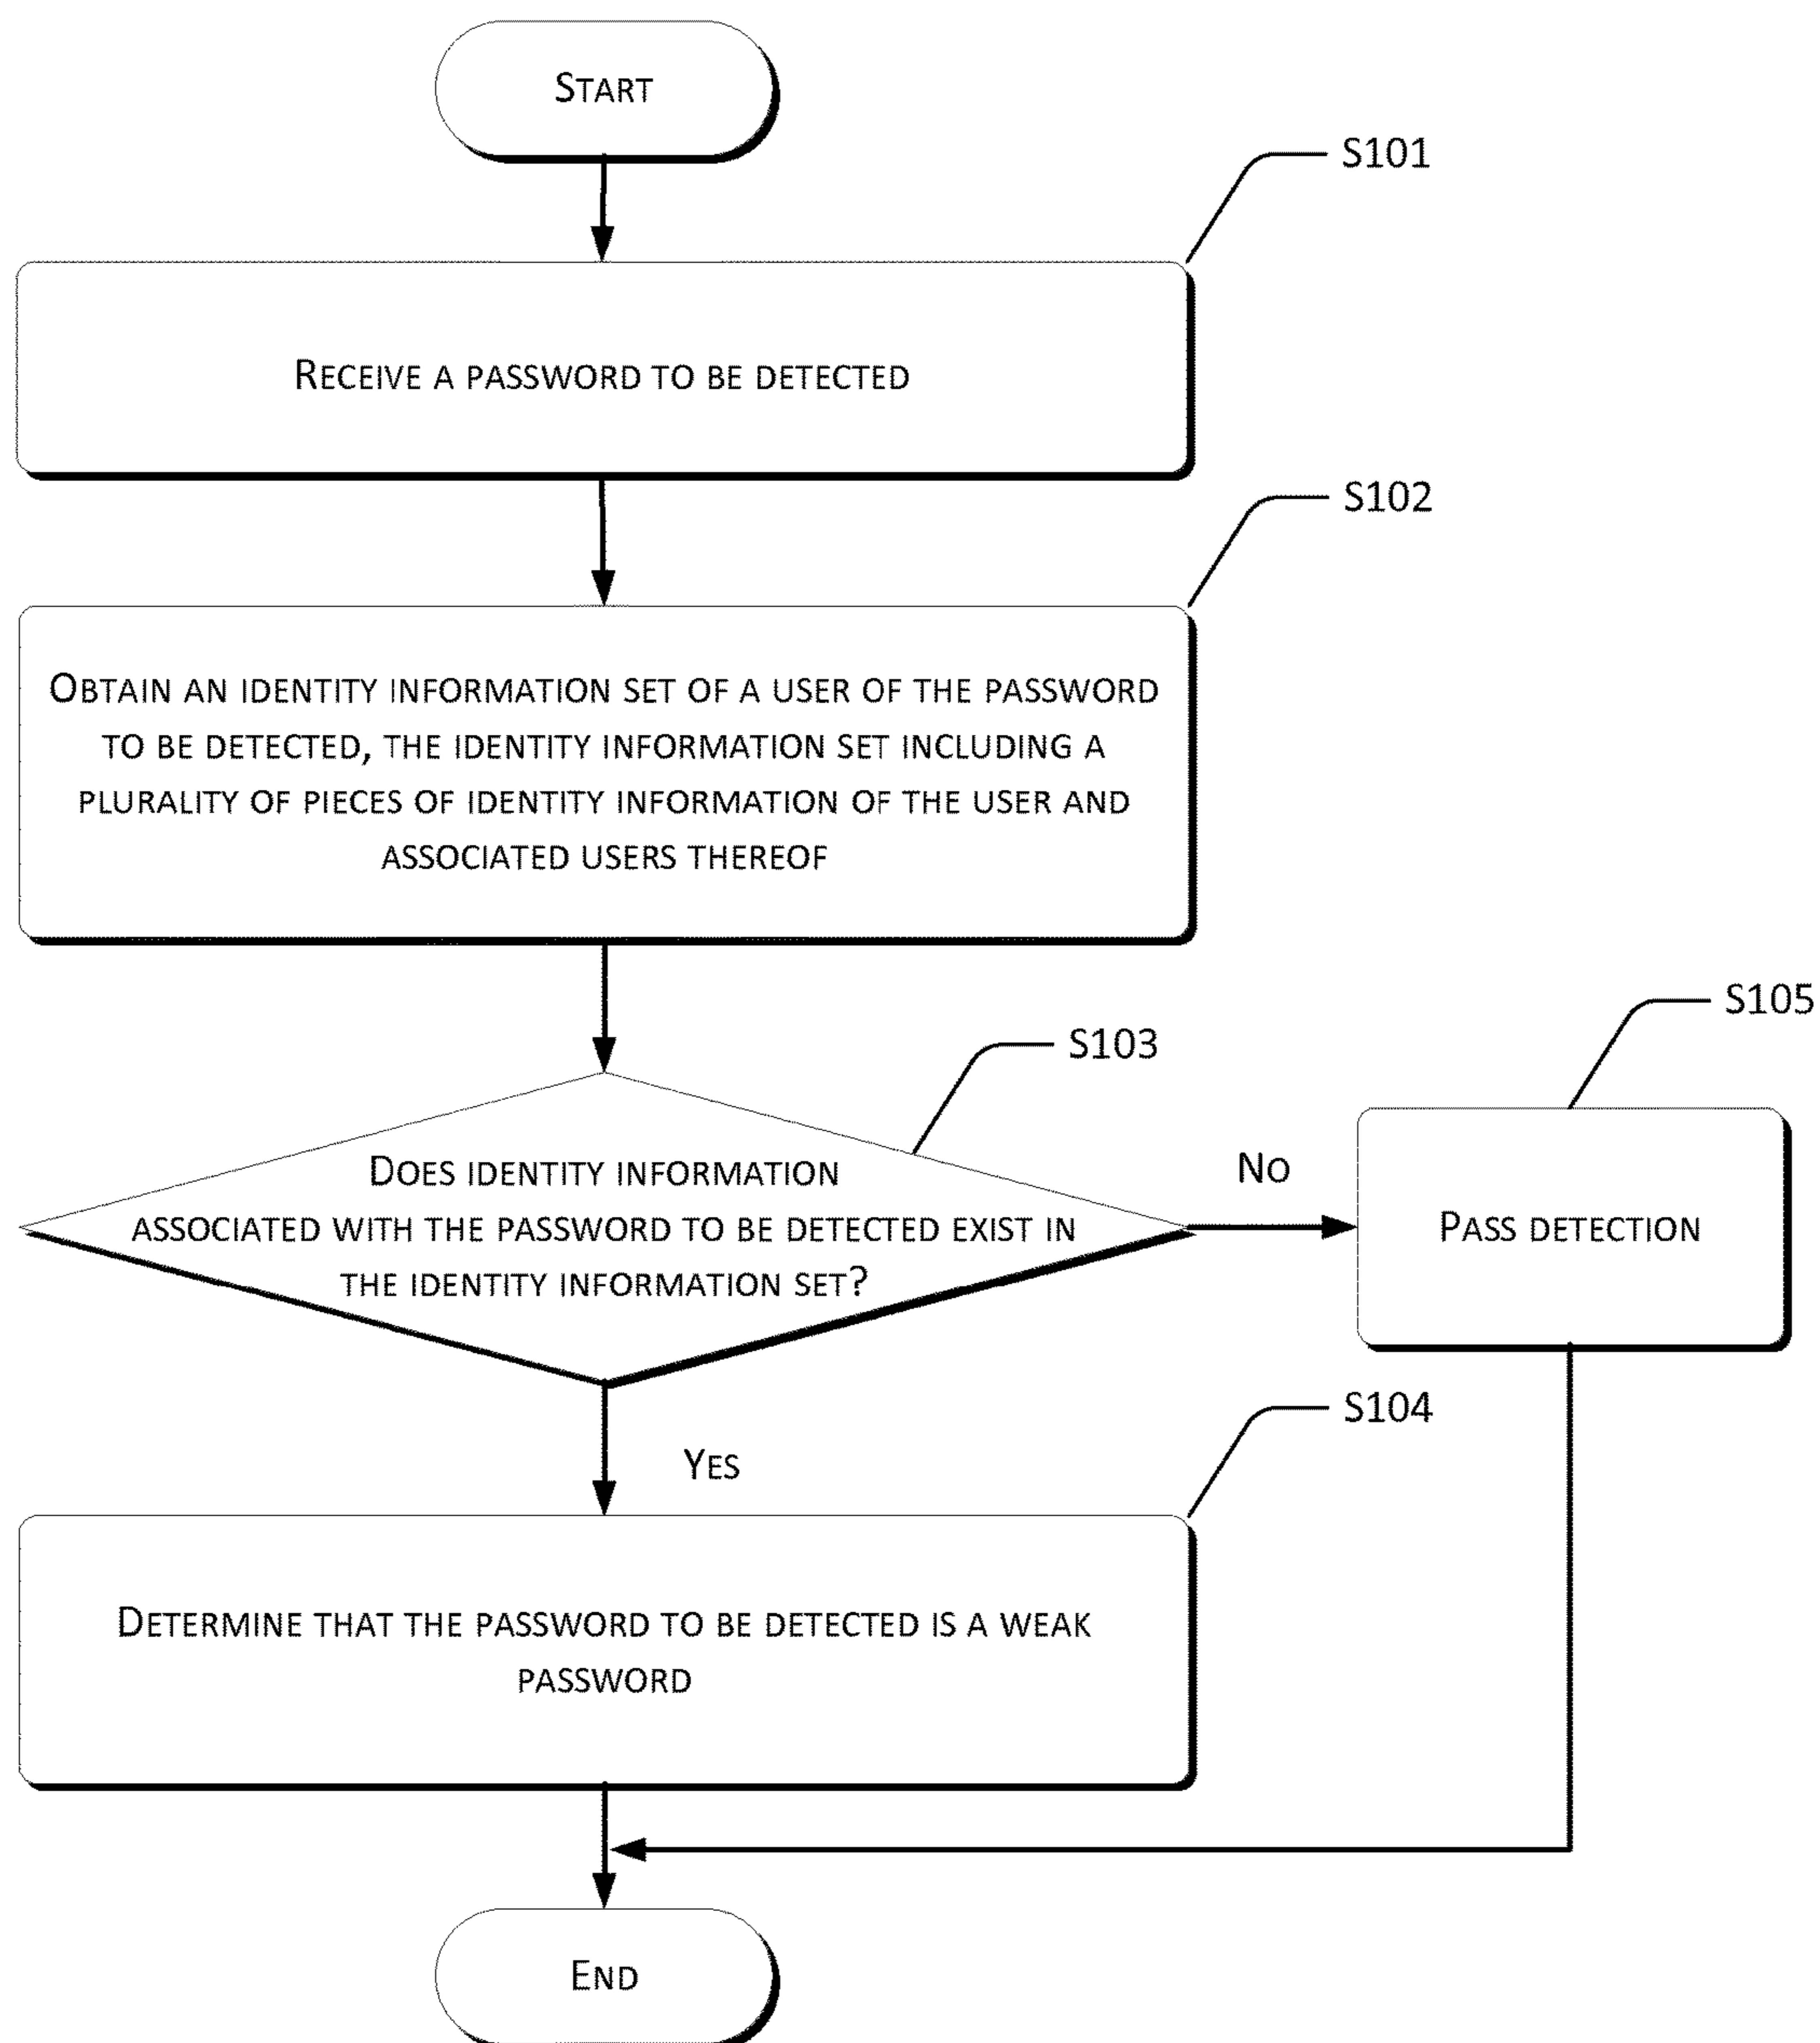 START
S101
RECEIVE A PASSWORD TO BE DETECTED
S102
OBTAIN AN IDENTITY INFORMATION SET OF A USER OF THE PASSWORD
TO BE DETECTED, THE IDENTITY INFORMATION SET INCLUDING A
PLURALITY OF PIECES OF IDENTITY INFORMATION OF THE USER AND
ASSOCIATED USERS THEREOF
S103
DOES IDENTITY INFORMATION
ASSOCIATED WITH THE PASSWORD TO BE DETECTED EXIST IN
THE IDENTITY INFORMATION SET?
NO
S105
PASS DETECTION
YES
S104
DETERMINE THAT THE PASSWORD TO BE DETECTED IS A WEAK
PASSWORD
END